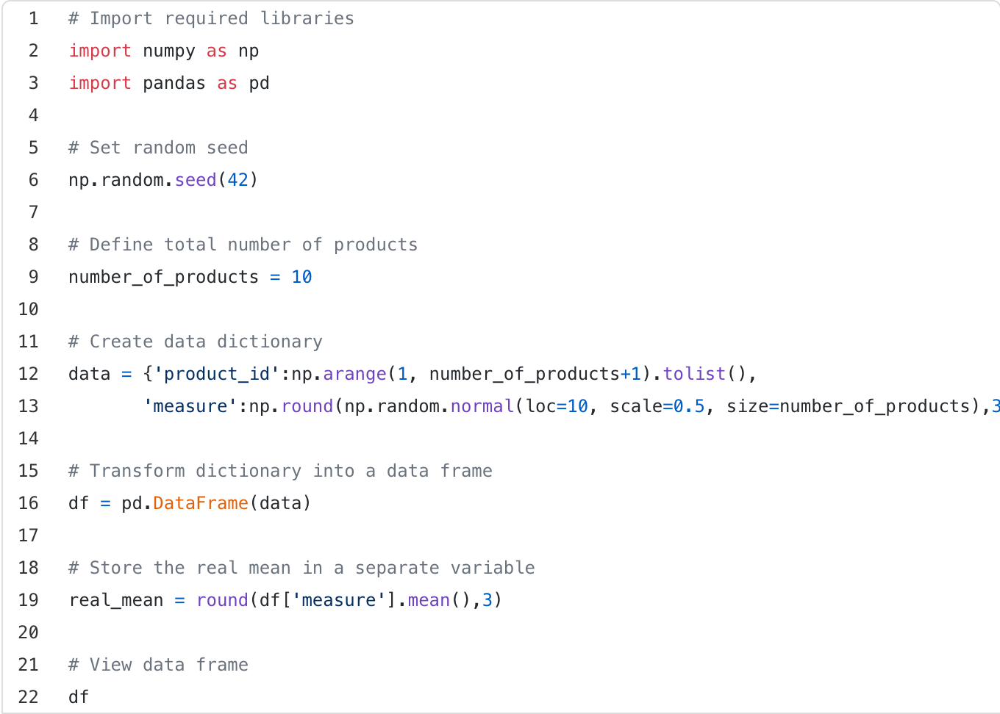 1 # Import required libraries
2 import numpy as np
3 import pandas as pd
4
5 # Set random seed
6 np.random.seed(42)
7
8 # Define total number of products
9 number_of_products = 10
10
11 # Create data dictionary
12 data = {'product_id':np.arange(1, number_of_products+1).tolist(),
13        'measure':np.round(np.random.normal(loc=10, scale=0.5, size=number_of_products),3
14
15 # Transform dictionary into a data frame
16 df = pd.DataFrame(data)
17
18 # Store the real mean in a separate variable
19 real_mean = round(df['measure'].mean(),3)
20
21 # View data frame
22 df